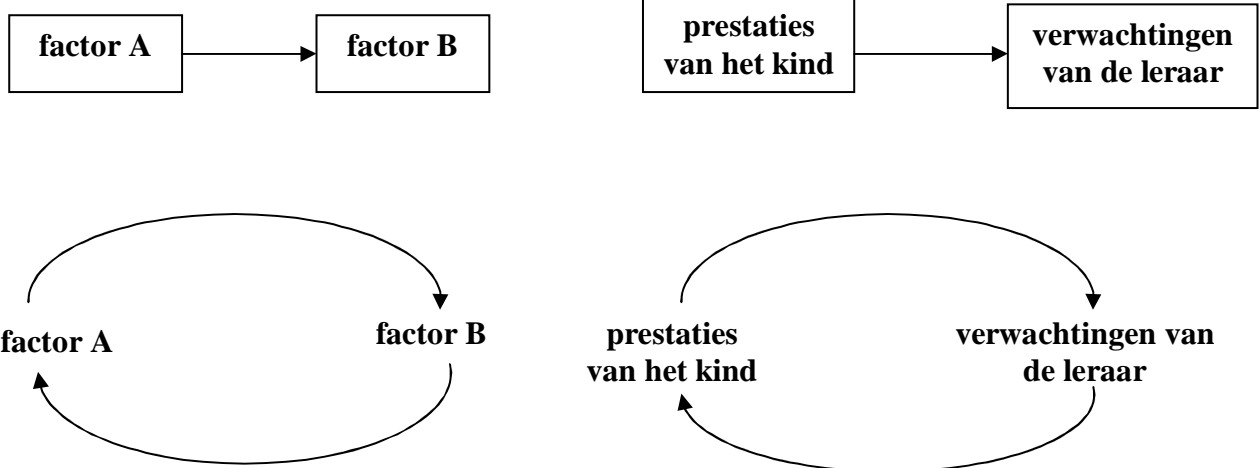 factor A
factor B
prestaties
van het kind
verwachtingen
van de leraar
factor A
factor B
prestaties
van het kind
verwachtingen van
de leraar